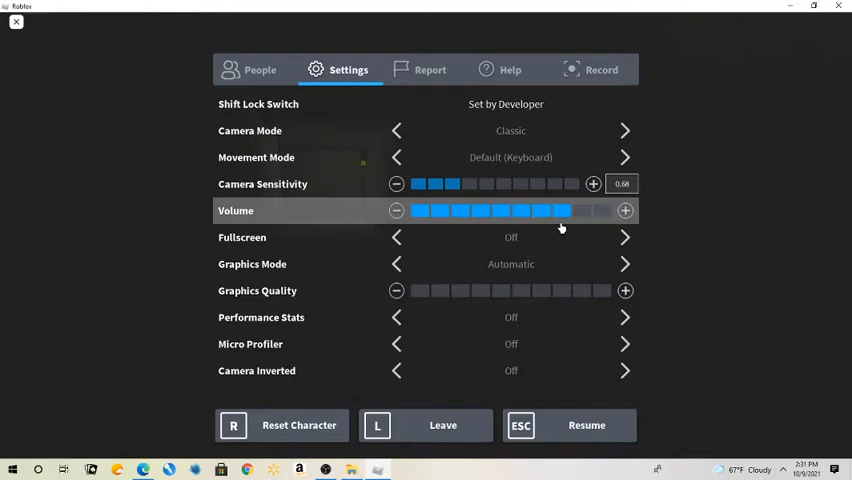 Roblox
People Settings Report Help Record
Shift Lock Switch Set by Developer
Camera Mode Classic
Movement Mode Default (Keyboard)
Camera Sensitivity 0.68
Volume
Fullscreen Off
Graphics Mode Automatic
Graphics Quality
Performance Stats Off
Micro Profiler Off
Camera Inverted Off
R Reset Character L Leave ESC Resume
67°F Cloudy 2:31 PM
10/9/2021